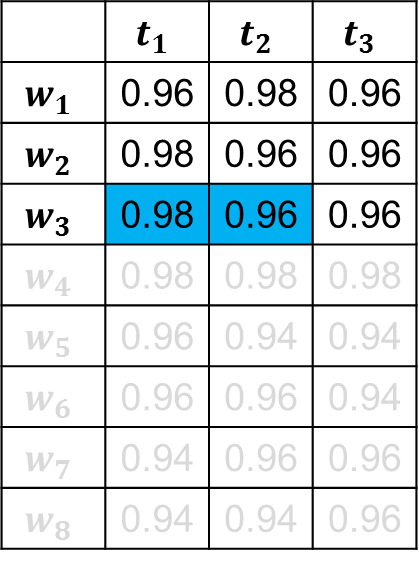 t₁ t₂ t₃
w₁ 0.96 0.98 0.96
w₂ 0.98 0.96 0.96
w₃ 0.98 0.96 0.96
w₄ 0.98 0.98 0.98
w₅ 0.96 0.94 0.94
w₆ 0.96 0.96 0.94
w₇ 0.94 0.96 0.96
w₈ 0.94 0.94 0.96